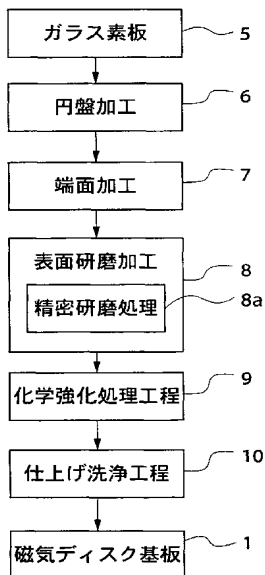 ガラス素板 5
円盤加工 6
端面加工 7
表面研磨加工 8
精密研磨処理 8a
化学強化処理工程 9
仕上げ洗浄工程 10
磁気ディスク基板 1